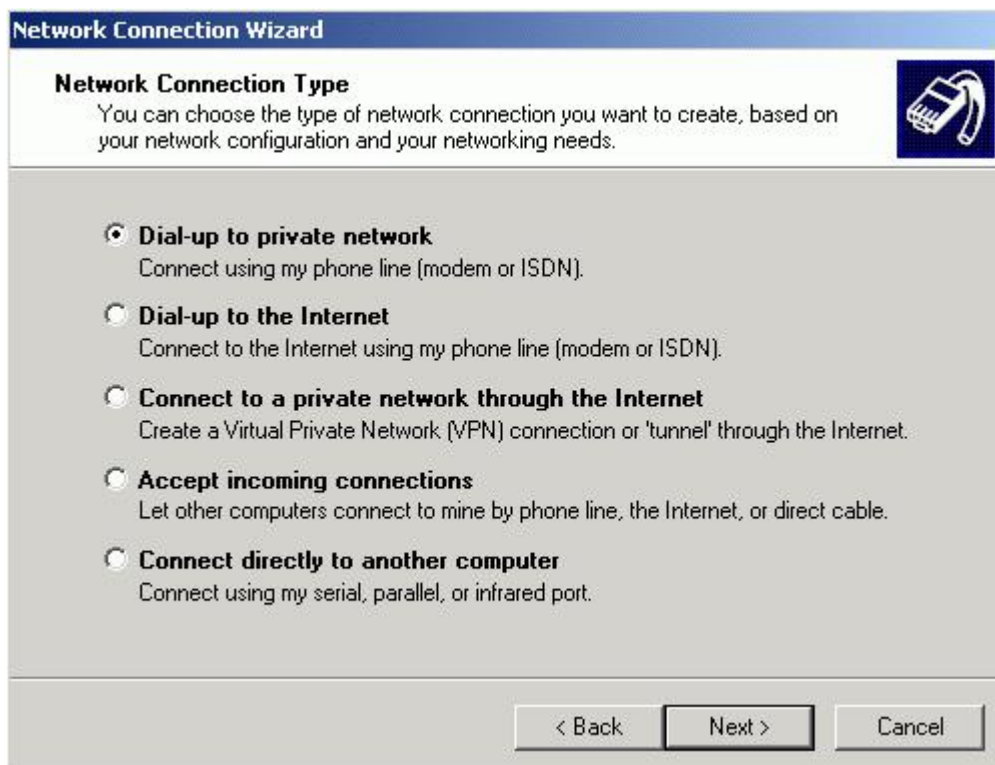 Network Connection Wizard
Network Connection Type
You can choose the type of network connection you want to create, based on
your network configuration and your networking needs.
Dial-up to private network
Connect using my phone line (modem or ISDN).
Dial-up to the Internet
Connect to the Internet using my phone line (modem or ISDN).
Connect to a private network through the Internet
Create a Virtual Private Network (VPN) connection or 'tunnel' through the Internet.
Accept incoming connections
Let other computers connect to mine by phone line, the Internet, or direct cable.
Connect directly to another computer
Connect using my serial, parallel, or infrared port.
< Back Next > Cancel